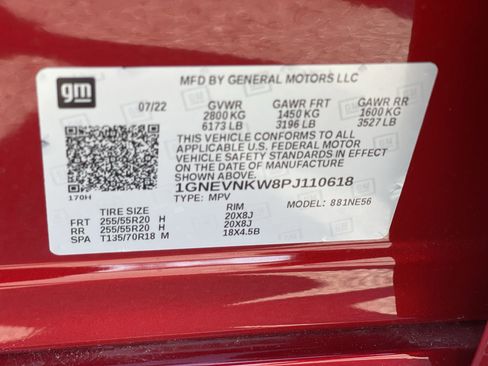 gm
MFD BY GENERAL MOTORS LLC
07/22 GVWR GAWR FRT GAWR RR
2800 KG 1450 KG 1600 KG
6173 LB 3196 LB 3527 LB
THIS VEHICLE CONFORMS TO ALL
APPLICABLE U.S. FEDERAL MOTOR
VEHICLE SAFETY STANDARDS IN EFFECT
ON THE DATE OF MANUFACTURE
SHOWN ABOVE.
1GNEVNKW8PJ110618
170H
TYPE: MPV MODEL: 881NE56
TIRE SIZE RIM
FRT 255/55R20 H 20X8J
RR 255/55R20 H 20X8J
SPA T135/70R18 M 18X4.5B